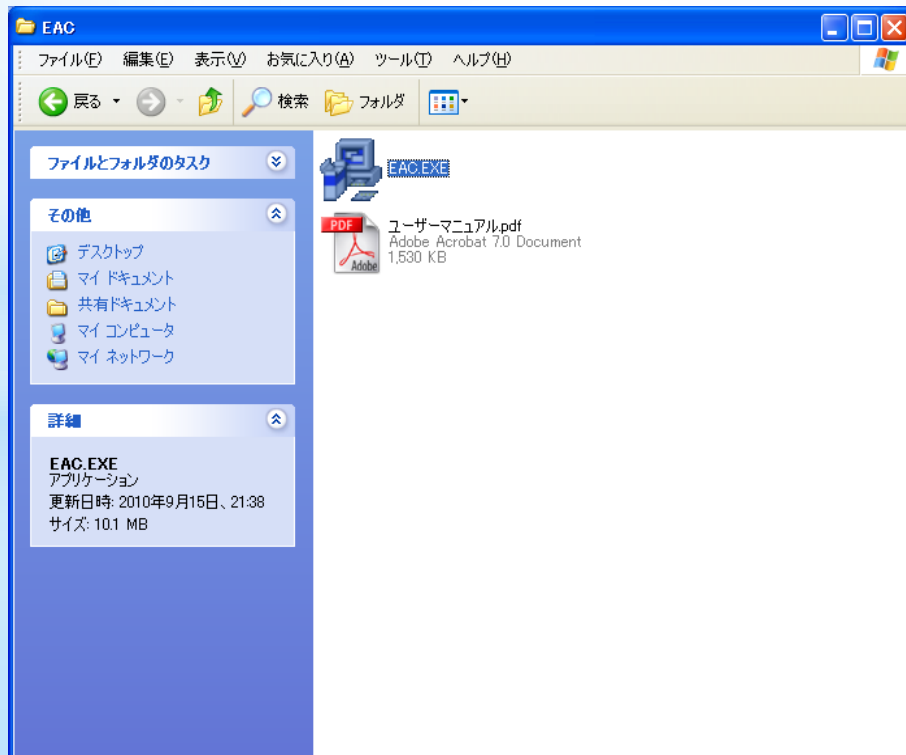 EAC
ファイル(F) 編集(E) 表示(V) お気に入り(A) ツール(T) ヘルプ(H)
戻る 検索 フォルダ
ファイルとフォルダのタスク
その他
デスクトップ
マイ ドキュメント
共有ドキュメント
マイ コンピュータ
マイ ネットワーク
詳細
EAC.EXE
アプリケーション
更新日時: 2010年9月15日、21:38
サイズ: 10.1 MB
EAC.EXE
PDF
Adobe
ユーザーマニュアル.pdf
Adobe Acrobat 7.0 Document
1,530 KB